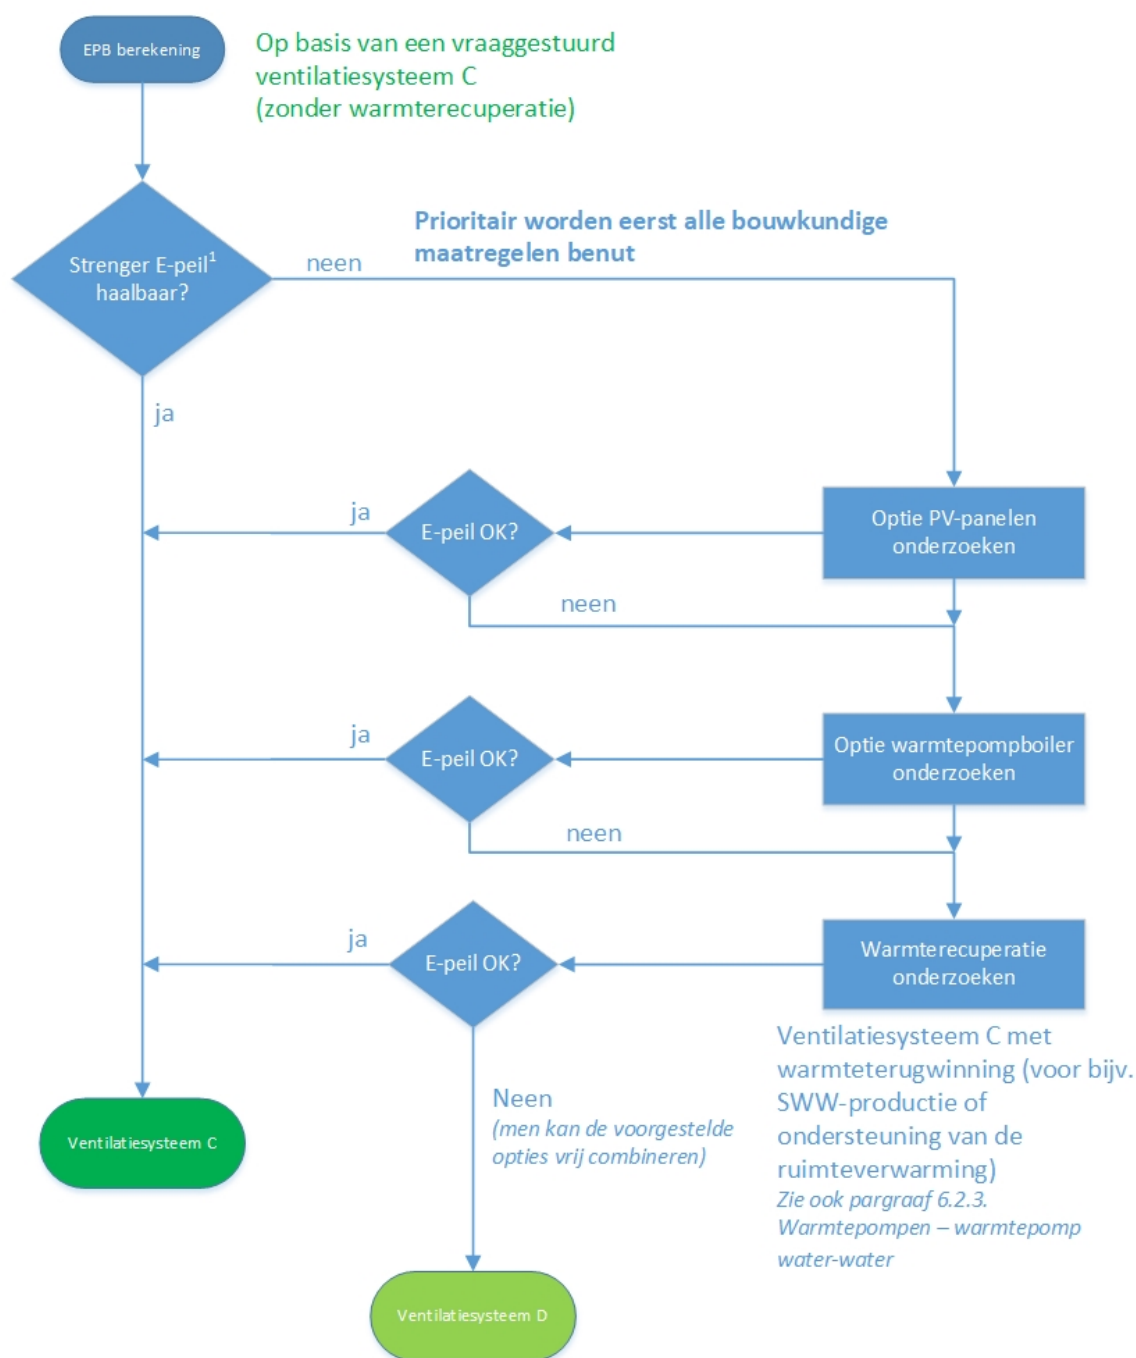 EPB berekening
Op basis van een vraaggestuurd
ventilatiesysteem C
(zonder warmterecuperatie)
Prioritair worden eerst alle bouwkundige
maatregelen benut
Strenger E-peil¹
haalbaar?
neen
ja
Optie PV-panelen
onderzoeken
E-peil OK?
ja
neen
Optie warmtepompboiler
onderzoeken
E-peil OK?
ja
neen
Warmterecuperatie
onderzoeken
E-peil OK?
ja
Ventilatiesysteem C met
warmteterugwinning (voor bijv.
SWW-productie of
ondersteuning van de
ruimteverwarming)
Zie ook pargraaf 6.2.3.
Warmtepompen – warmtepomp
water-water
Neen
(men kan de voorgestelde
opties vrij combineren)
Ventilatiesysteem C
Ventilatiesysteem D